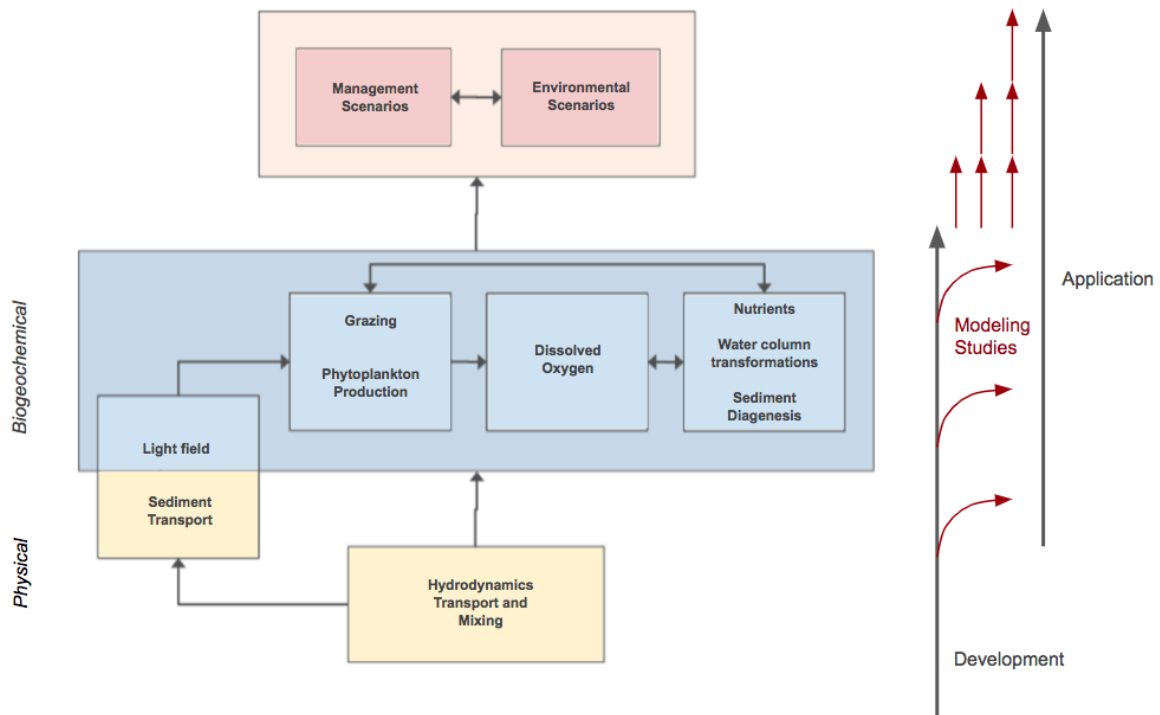 Management
Scenarios
Environmental
Scenarios
Biogeochemical
Grazing
Phytoplankton
Production
Dissolved
Oxygen
Nutrients
Water column
transformations
Sediment
Diagenesis
Light field
Sediment
Transport
Physical
Hydrodynamics
Transport and
Mixing
Application
Modeling
Studies
Development